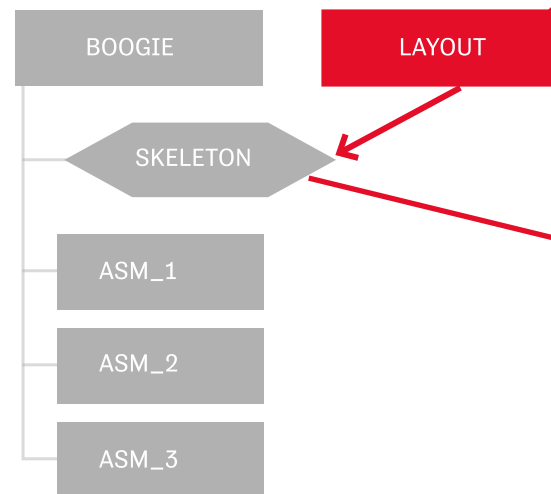 BOOGIE
LAYOUT
SKELETON
ASM_1
ASM_2
ASM_3